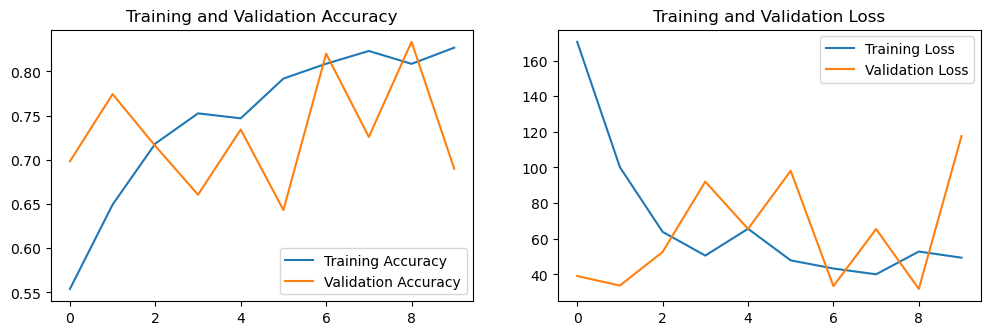 Training and Validation Accuracy
0.80
0.75
0.70
0.65
0.60
0.55
0 2 4 6 8
Training Accuracy
Validation Accuracy
Training and Validation Loss
160
140
120
100
80
60
40
0 2 4 6 8
Training Loss
Validation Loss